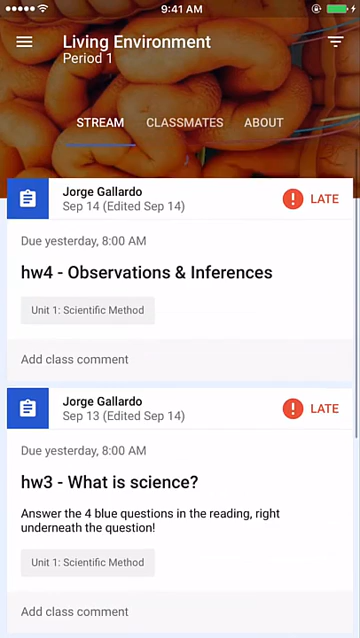 9:41 AM
Living Environment
Period 1
STREAM CLASSMATES ABOUT
Jorge Gallardo
Sep 14 (Edited Sep 14)
LATE
Due yesterday, 8:00 AM
hw4 - Observations & Inferences
Unit 1: Scientific Method
Add class comment
Jorge Gallardo
Sep 13 (Edited Sep 14)
LATE
Due yesterday, 8:00 AM
hw3 - What is science?
Answer the 4 blue questions in the reading, right
underneath the question!
Unit 1: Scientific Method
Add class comment